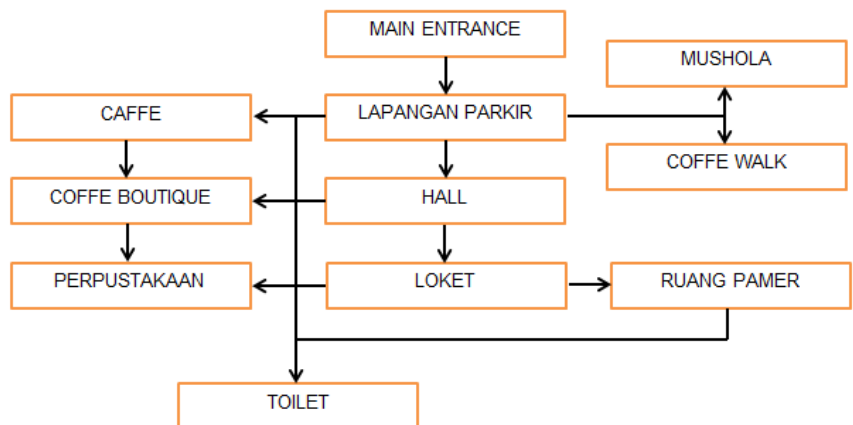 MAIN ENTRANCE
MUSHOLA
CAFFE
LAPANGAN PARKIR
COFFE WALK
COFFE BOUTIQUE
HALL
PERPUSTAKAAN
LOKET
RUANG PAMER
TOILET